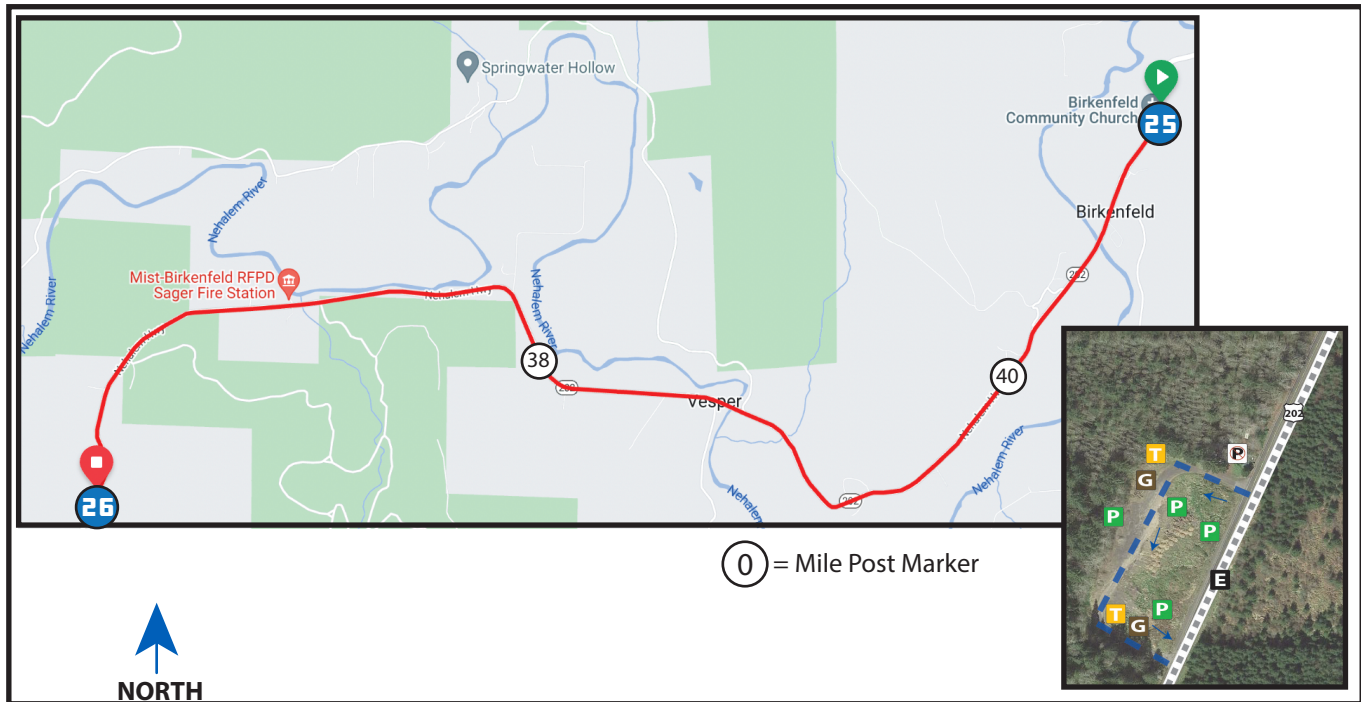 Springwater Hollow
Birkenfeld
Community Church
25
Nehalem River
Birkenfeld
Nehalem River
Mist-Birkenfeld RFPD
Sager Fire Station
202
Nehalem River
Nehalem Hwy
Nehalem Hwy
38
202
Vesper
40
202
P
T
G
P
P
P
E
T
P
G
26
202
Nehalem
Nehalem River
0 = Mile Post Marker
NORTH